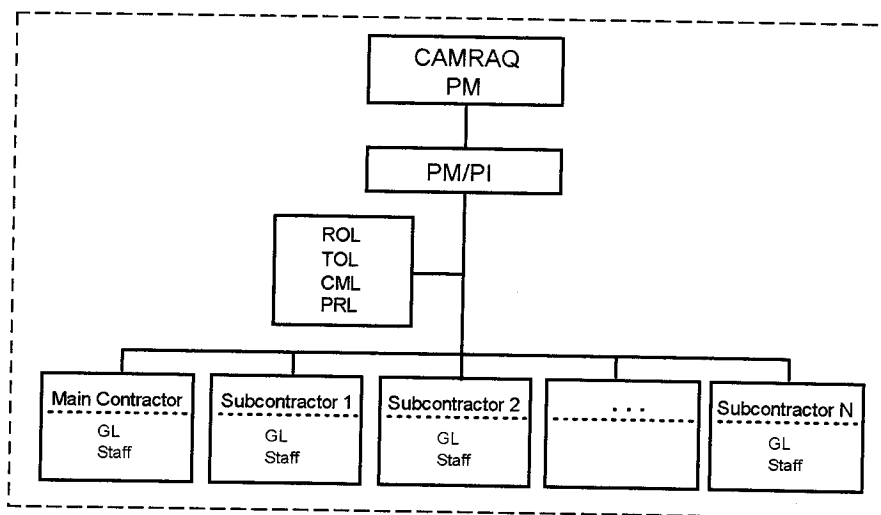 CAMRAQ
PM
PM/PI
ROL
TOL
CML
PRL
Main Contractor
GL
Staff
Subcontractor 1
GL
Staff
Subcontractor 2
GL
Staff
. . .
Subcontractor N
GL
Staff